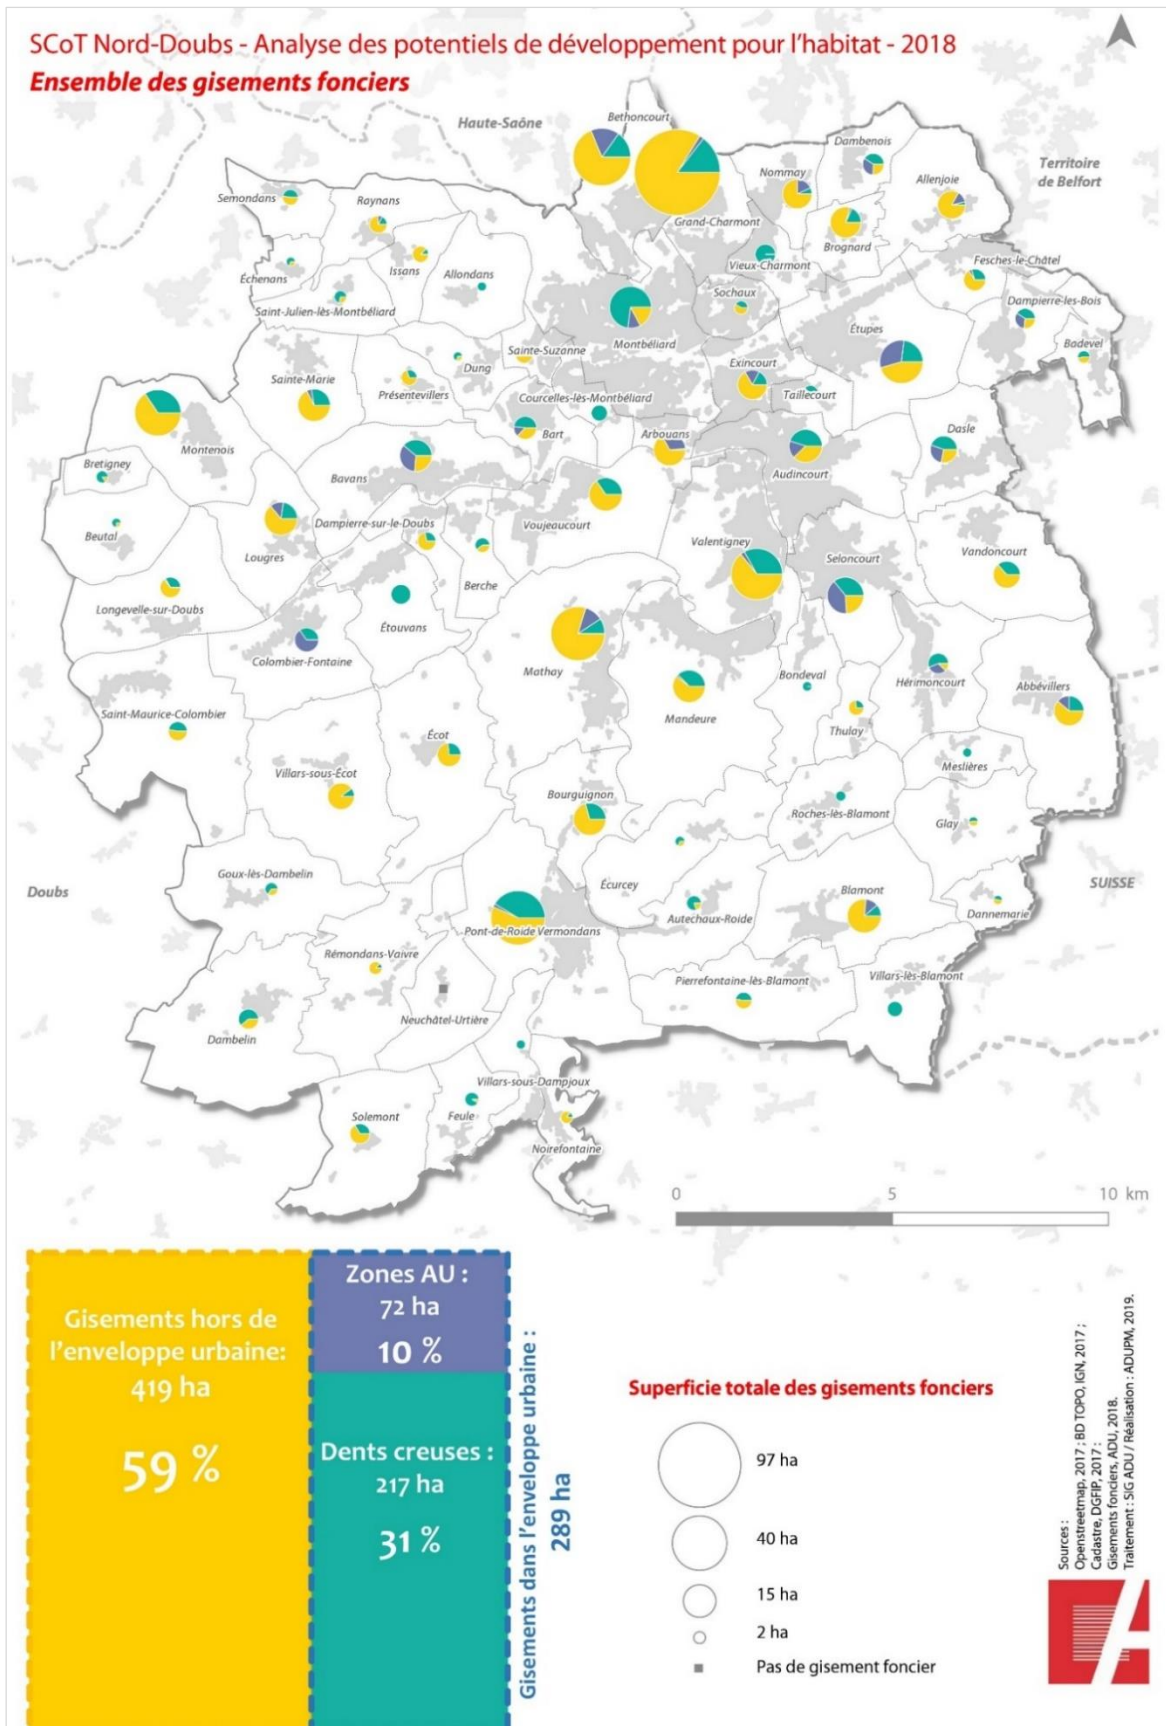 SCoT Nord-Doubs - Analyse des potentiels de développement pour l'habitat - 2018
Ensemble des gisements fonciers
Haute-Saône
Bethoncourt
Dambenois
Territoire
de Belfort
Nommay
Allenjoie
Semondans
Raynans
Grand-Charmont
Brognard
Issans
Vieux-Charmont
Fesches-le-Châtel
Échenans
Allondans
Saint-Julien-lès-Montbéliard
Sochaux
Dampierre-les-Bois
Étupes
Montbéliard
Badevel
Sainte-Suzanne
Exincourt
Dung
Sainte-Marie
Présentevillers
Courcelles-lès-Montbéliard
Taillecourt
Bart
Arbouans
Dasle
Montenois
Audincourt
Bretigney
Bavans
Dampierre-sur-le-Doubs
Voujeaucourt
Beutal
Lougres
Valentigney
Seloncourt
Vandoncourt
Berche
Longevelle-sur-Doubs
Étouvans
Colombier-Fontaine
Mathay
Bondeval
Hérimoncourt
Abbévillers
Saint-Maurice-Colombier
Mandeure
Écot
Thulay
Villars-sous-Écot
Meslières
Bourguignon
Roches-lès-Blamont
Glay
Goux-lès-Dambelin
Doubs
Écurcey
Blamont
SUISSE
Autechaux-Roide
Dannemarie
Pont-de-Roide Vermondans
Rémondans-Vaivre
Villars-lès-Blamont
Pierrefontaine-lès-Blamont
Neuchâtel-Urtière
Dambelin
Villars-sous-Dampjoux
Solemont
Feule
Noirefontaine
0 5 10 km
Gisements hors de
l'enveloppe urbaine:
419 ha
59 %
Zones AU :
72 ha
10 %
Dents creuses :
217 ha
31 %
Gisements dans l'enveloppe urbaine :
289 ha
Superficie totale des gisements fonciers
97 ha
40 ha
15 ha
2 ha
Pas de gisement foncier
Sources :
Openstreetmap, 2017 ; BD TOPO, IGN, 2017 ;
Cadastre, DGFIP, 2017 ;
Gisements fonciers, ADU, 2018.
Traitement : SIG ADU / Réalisation : ADUPM, 2019.